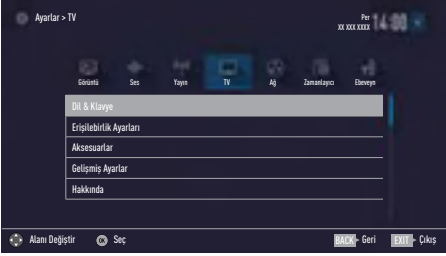 Ayarlar > TV
Per
XX XXX XXXX
14:00
Görüntü Ses Yayın TV Ağ Zamanlayıcı Ebeveyn
Dil & Klavye
Erişilebirlik Ayarları
Aksesuarlar
Gelişmiş Ayarlar
Hakkında
Alanı Değiştir OK Seç BACK Geri EXIT Çıkış